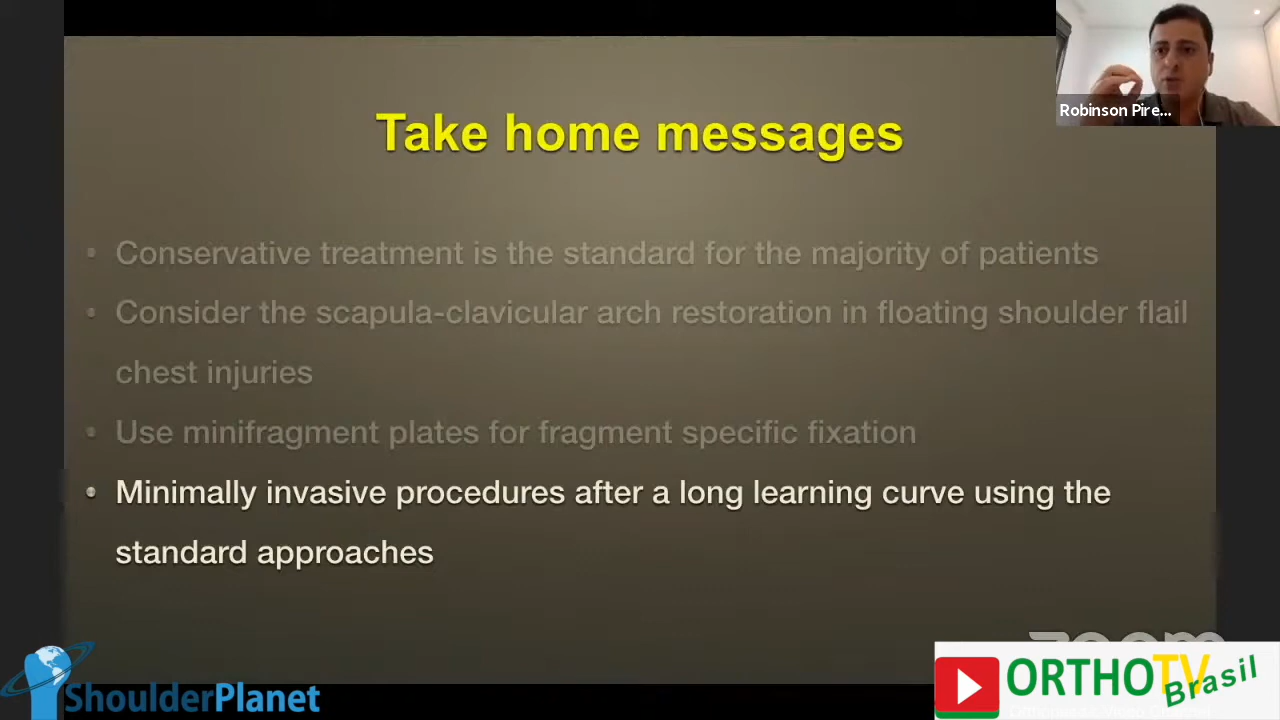 Robinson Pire...
Take home messages
• Conservative treatment is the standard for the majority of patients
• Consider the scapula-clavicular arch restoration in floating shoulder flail
chest injuries
• Use minifragment plates for fragment specific fixation
• Minimally invasive procedures after a long learning curve using the
standard approaches
zoom
ShoulderPlanet
ORTHOTV
Brasil